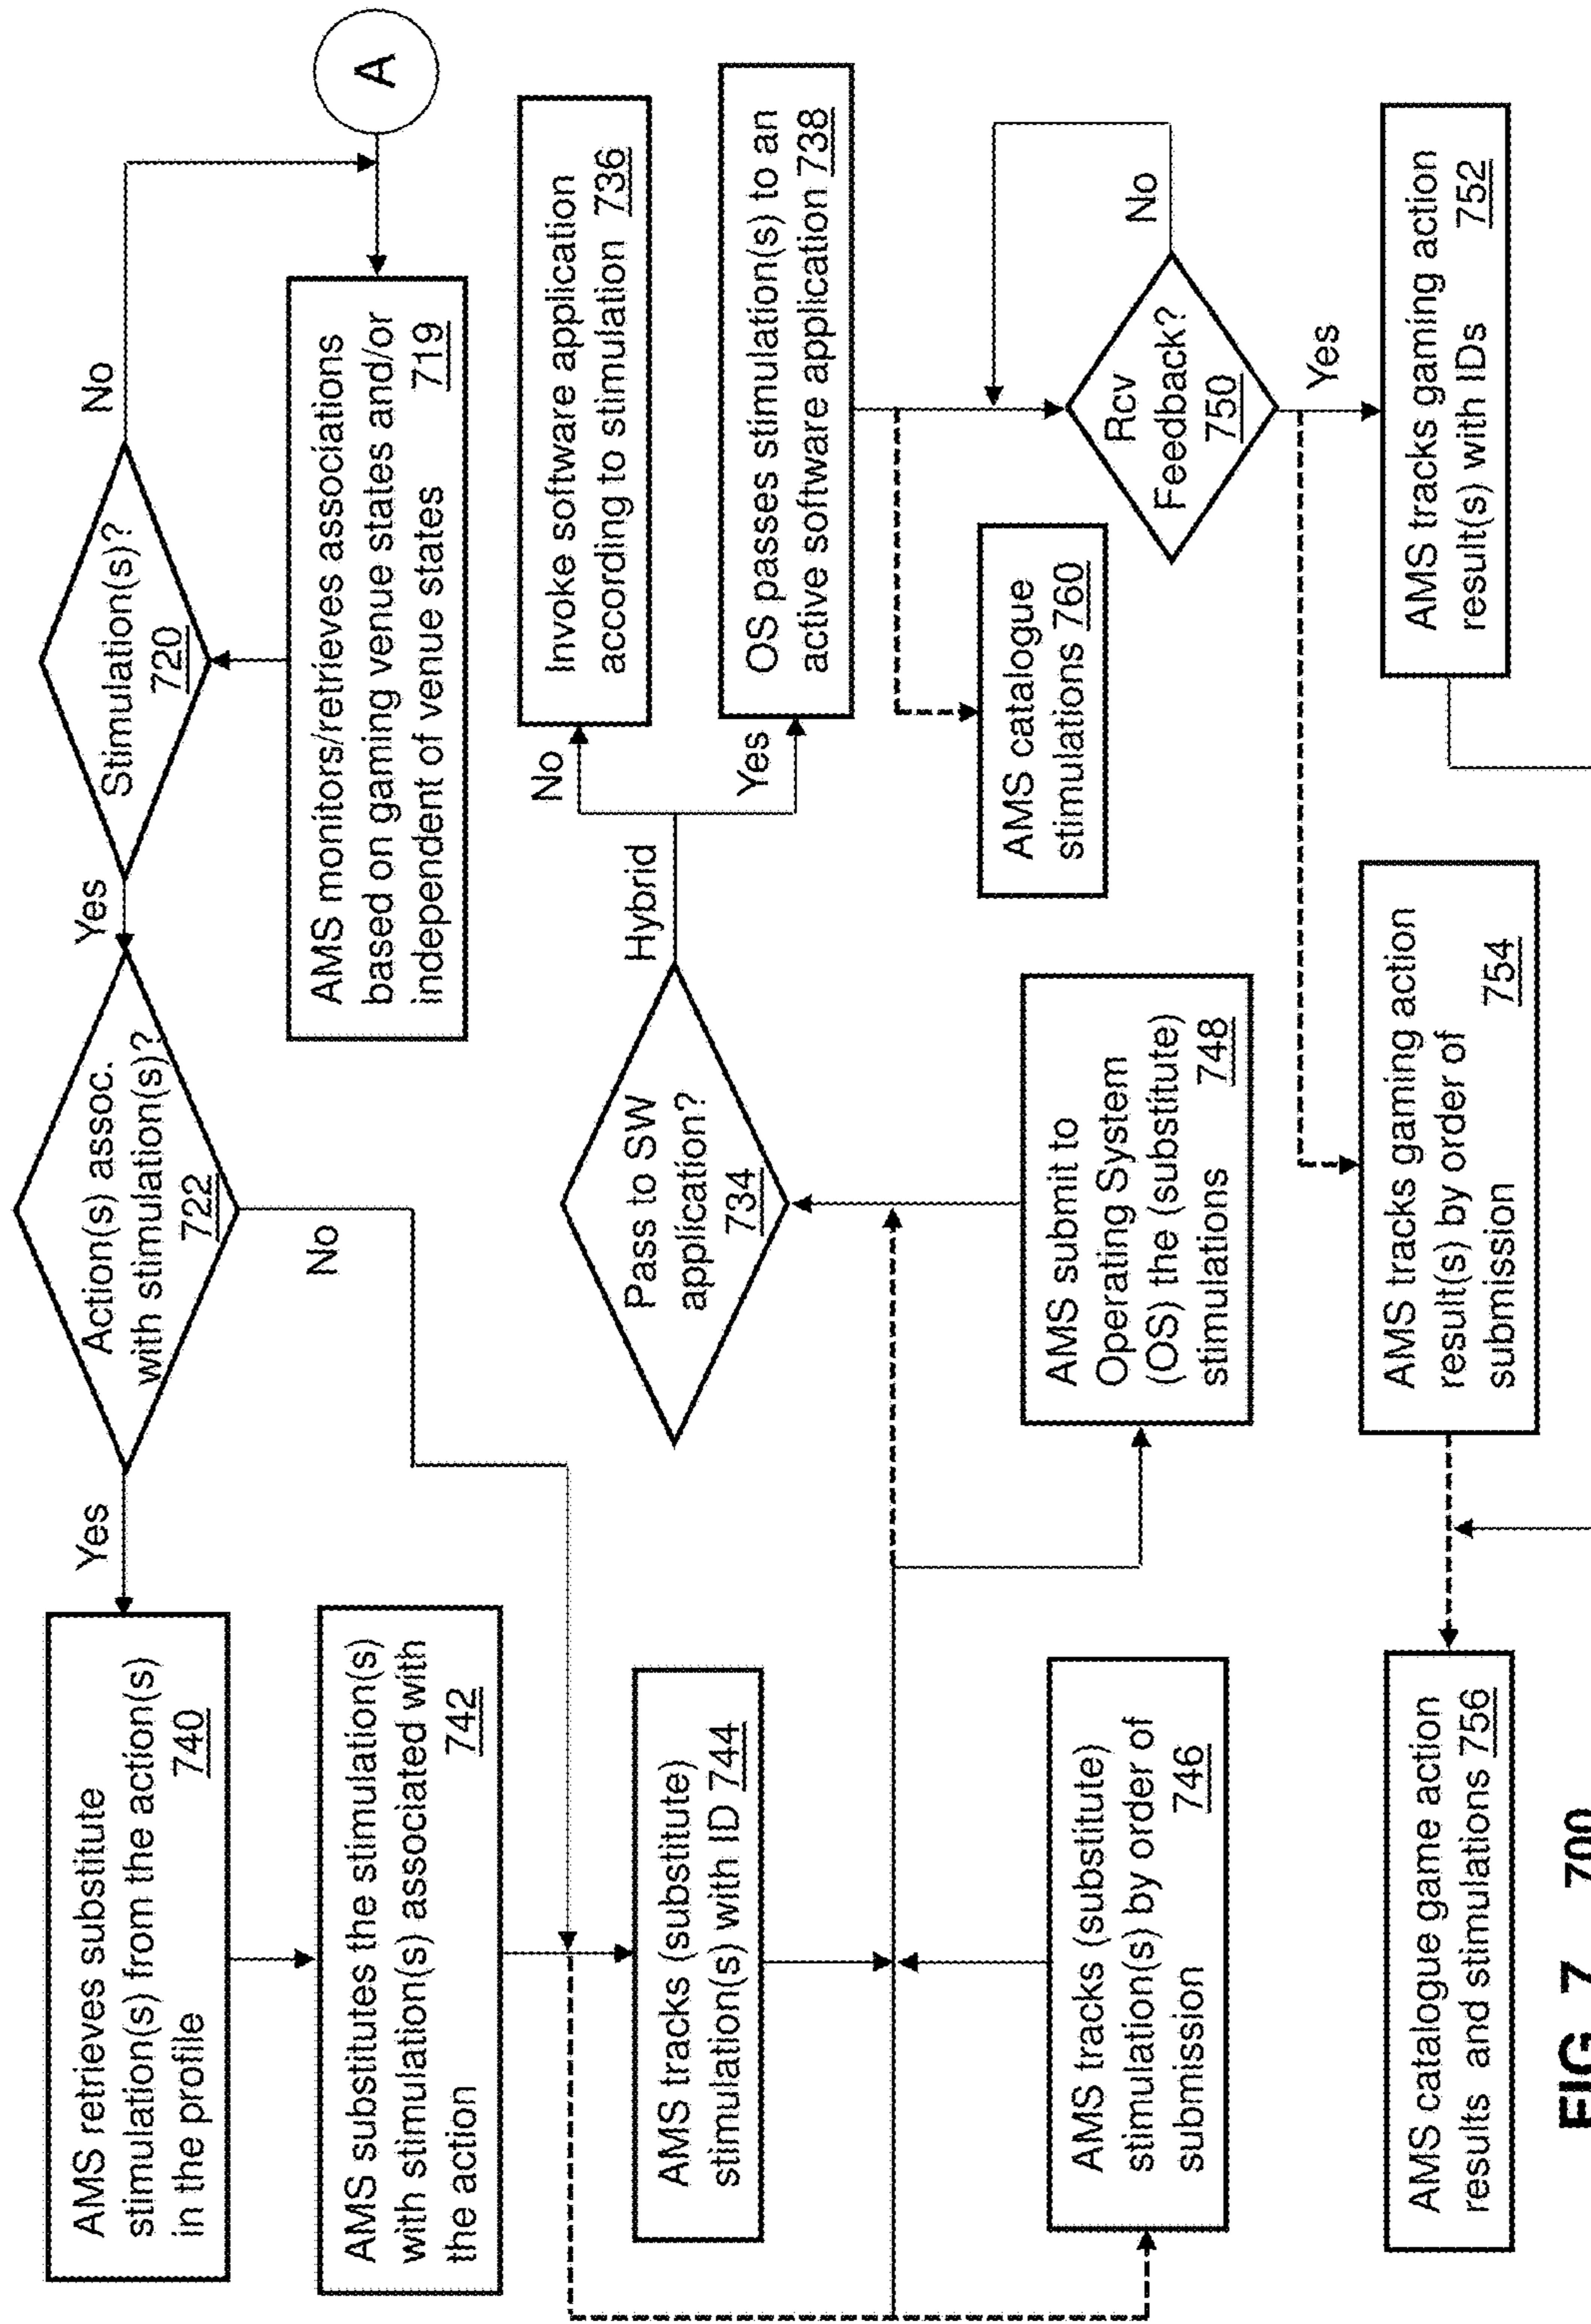 A
AMS monitors/retrieves associations
based on gaming venue states and/or
independent of venue states 719
Stimulation(s)?
720
No
Yes
Action(s) assoc.
with stimulation(s)?
722
No
Yes
AMS retrieves substitute
stimulation(s) from the action(s)
in the profile 740
AMS substitutes the stimulation(s)
with stimulation(s) associated with
the action 742
AMS tracks (substitute)
stimulation(s) with ID 744
AMS tracks (substitute)
stimulation(s) by order of
submission 746
AMS submit to
Operating System
(OS) the (substitute)
stimulations 748
Pass to SW
application?
734
Hybrid
No
Yes
Invoke software application
according to stimulation 736
OS passes stimulation(s) to an
active software application 738
AMS catalogue
stimulations 760
Rcv
Feedback?
750
No
Yes
AMS tracks gaming action
result(s) with IDs 752
AMS tracks gaming action
result(s) by order of
submission 754
AMS catalogue game action
results and stimulations 756
FIG 7 700